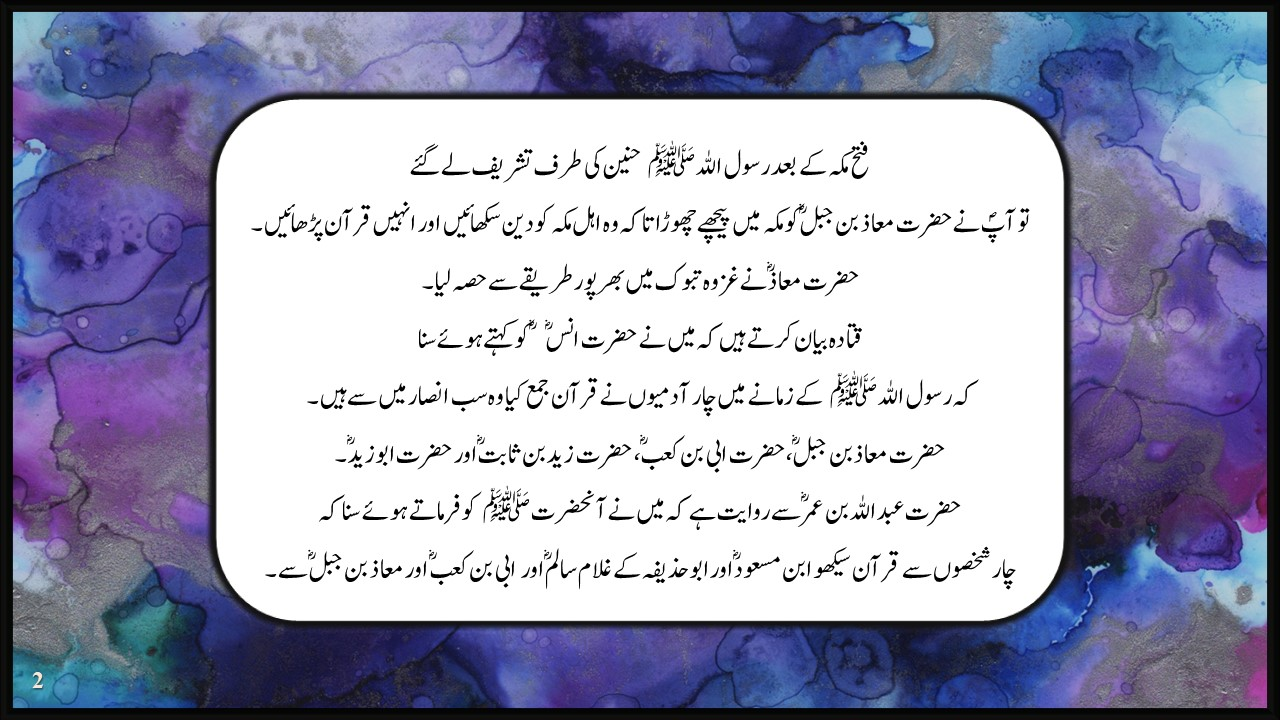 فتح مکہ کے بعد رسول اللہ ﷺ حنین کی طرف تشریف لے گئے
تو آپؐ نے حضرت معاذ بن جبلؓ کو مکہ میں پیچھے چھوڑا تا کہ وہ اہل مکہ کو دین سکھائیں اور انہیں قرآن پڑھائیں۔
حضرت معاذؓ نے غزوہ تبوک میں بھرپور طریقے سے حصہ لیا۔
قتادہ بیان کرتے ہیں کہ میں نے حضرت انسؓ ؓ کو کہتے ہوئے سنا
کہ رسول اللہ ﷺ کے زمانے میں چار آدمیوں نے قرآن جمع کیا وہ سب انصار میں سے ہیں۔
حضرت معاذ بن جبلؓ، حضرت ابی بن کعبؓ، حضرت زید بن ثابتؓ اور حضرت ابو زیدؓ۔
حضرت عبد اللہ بن عمرؓ سے روایت ہے کہ میں نے آنحضرت ﷺ کو فرماتے ہوئے سنا کہ
چار شخصوں سے قرآن سیکھو ابن مسعودؓ اور ابو حذیفہ کے غلام سالمؓ اور ابی بن کعبؓ اور معاذ بن جبلؓ سے۔
2